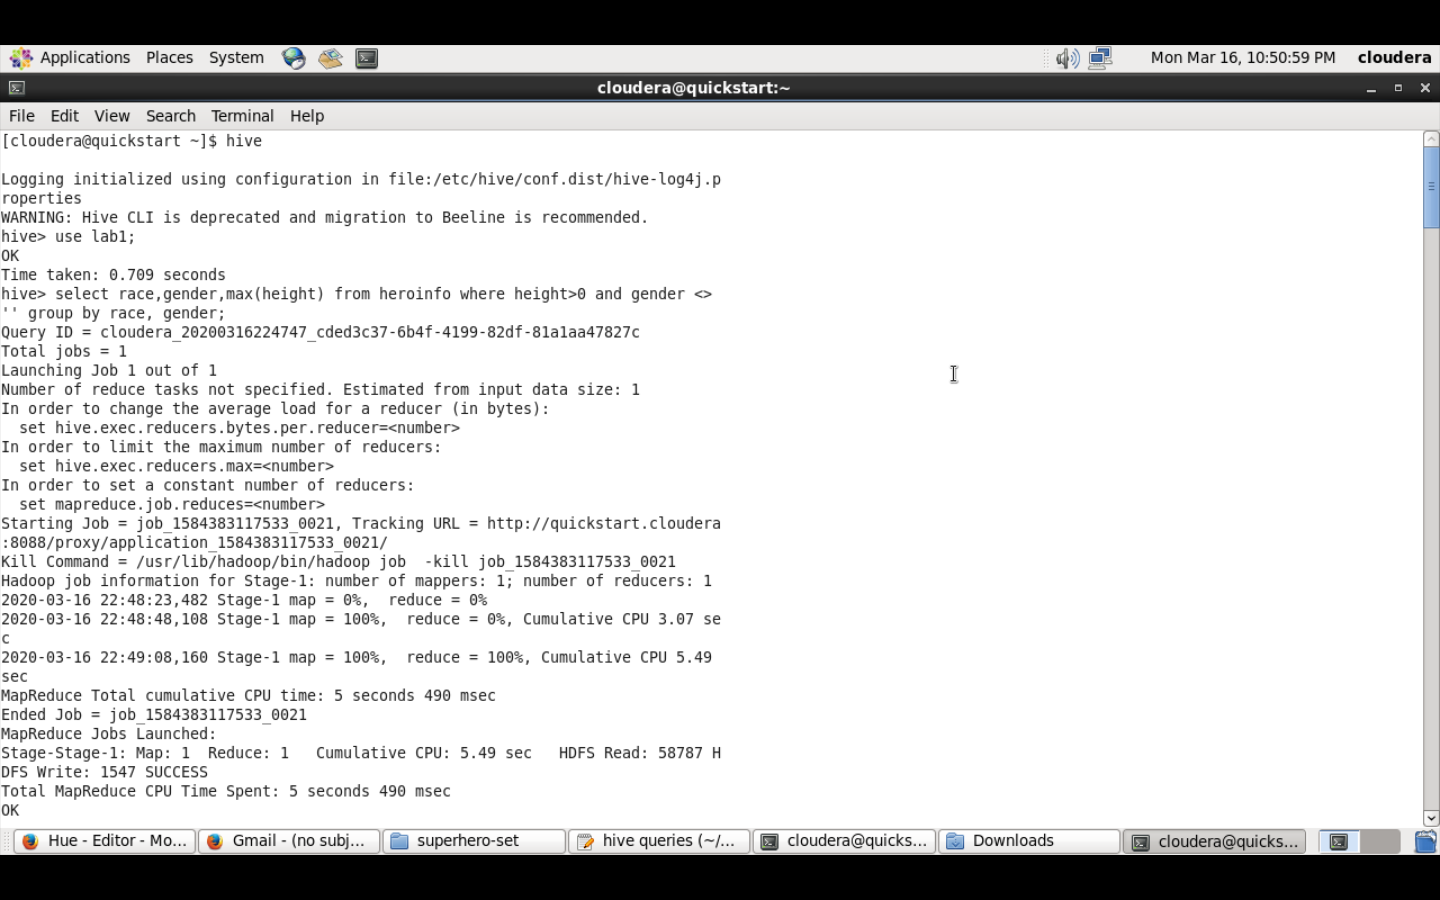 Applications Places System Mon Mar 16, 10:50:59 PM cloudera
cloudera@quickstart:~
File Edit View Search Terminal Help
[cloudera@quickstart ~]$ hive
Logging initialized using configuration in file:/etc/hive/conf.dist/hive-log4j.p
roperties
WARNING: Hive CLI is deprecated and migration to Beeline is recommended.
hive> use lab1;
OK
Time taken: 0.709 seconds
hive> select race,gender,max(height) from heroinfo where height>0 and gender <>
'' group by race, gender;
Query ID = cloudera_20200316224747_cded3c37-6b4f-4199-82df-81a1aa47827c
Total jobs = 1
Launching Job 1 out of 1
Number of reduce tasks not specified. Estimated from input data size: 1
In order to change the average load for a reducer (in bytes):
  set hive.exec.reducers.bytes.per.reducer=<number>
In order to limit the maximum number of reducers:
  set hive.exec.reducers.max=<number>
In order to set a constant number of reducers:
  set mapreduce.job.reduces=<number>
Starting Job = job_1584383117533_0021, Tracking URL = http://quickstart.cloudera
:8088/proxy/application_1584383117533_0021/
Kill Command = /usr/lib/hadoop/bin/hadoop job  -kill job_1584383117533_0021
Hadoop job information for Stage-1: number of mappers: 1; number of reducers: 1
2020-03-16 22:48:23,482 Stage-1 map = 0%,  reduce = 0%
2020-03-16 22:48:48,108 Stage-1 map = 100%,  reduce = 0%, Cumulative CPU 3.07 se
c
2020-03-16 22:49:08,160 Stage-1 map = 100%,  reduce = 100%, Cumulative CPU 5.49
sec
MapReduce Total cumulative CPU time: 5 seconds 490 msec
Ended Job = job_1584383117533_0021
MapReduce Jobs Launched:
Stage-Stage-1: Map: 1  Reduce: 1   Cumulative CPU: 5.49 sec   HDFS Read: 58787 H
DFS Write: 1547 SUCCESS
Total MapReduce CPU Time Spent: 5 seconds 490 msec
OK
Hue - Editor - Mo... Gmail - (no subj... superhero-set hive queries (~/... cloudera@quicks... Downloads cloudera@quicks...